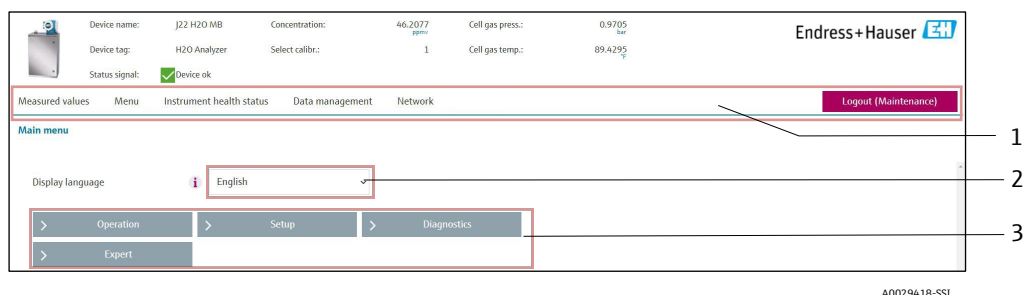 Device name: J22 H2O MB Concentration: 46.2077 ppmv Cell gas press.: 0.9705 bar
Endress+Hauser EH
Device tag: H2O Analyzer Select calibr.: 1 Cell gas temp.: 89.4295 °F
Status signal: Device ok
Measured values Menu Instrument health status Data management Network Logout (Maintenance)
Main menu
1
Display language i English
2
> Operation > Setup > Diagnostics
3
> Expert
A0029418-SSI